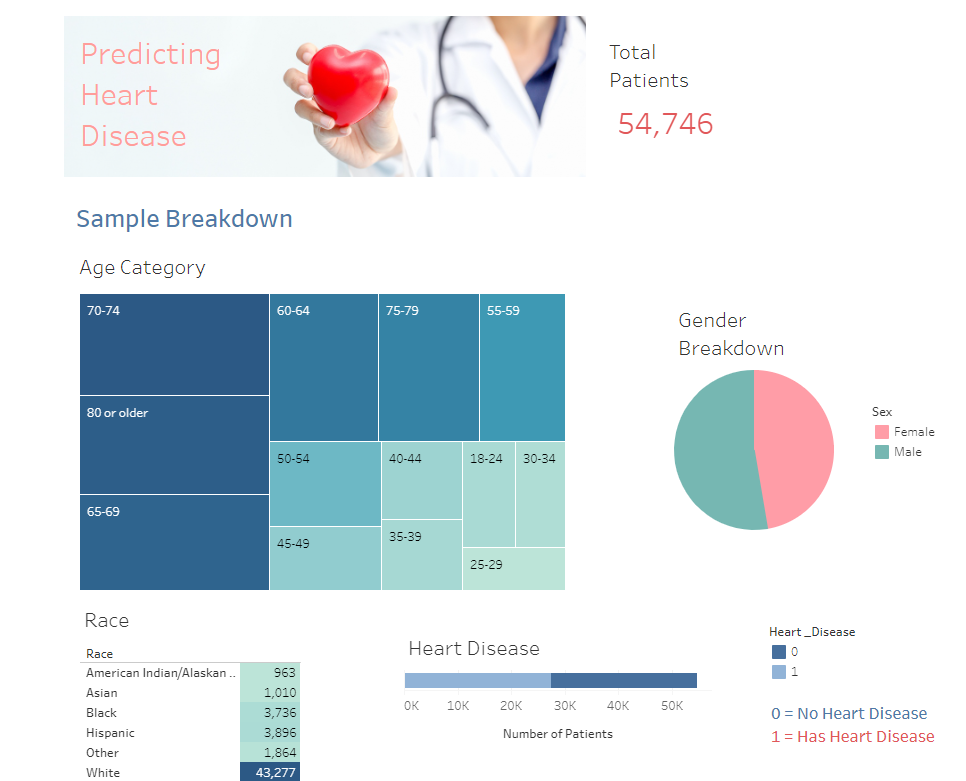 Predicting
Heart
Disease
Total
Patients
54,746
Sample Breakdown
Age Category
70-74
60-64
75-79
55-59
80 or older
65-69
50-54
40-44
18-24
30-34
45-49
35-39
25-29
Gender
Breakdown
Sex
Female
Male
Race
Race
American Indian/Alaskan .. 963
Asian 1,010
Black 3,736
Hispanic 3,896
Other 1,864
White 43,277
Heart Disease
0K 10K 20K 30K 40K 50K
Number of Patients
Heart _Disease
0
1
0 = No Heart Disease
1 = Has Heart Disease